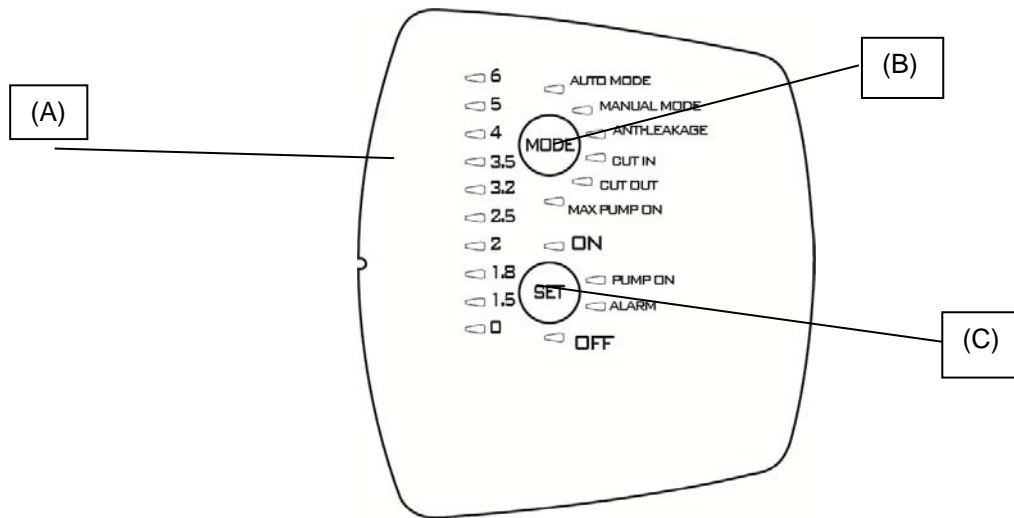 (A)
(B)
(C)
6
5
4
3.5
3.2
2.5
2
1.8
1.5
0
AUTO MODE
MANUAL MODE
ANTI-LEAKAGE
MODE
CUT IN
CUT OUT
MAX PUMP ON
ON
PUMP ON
SET
ALARM
OFF